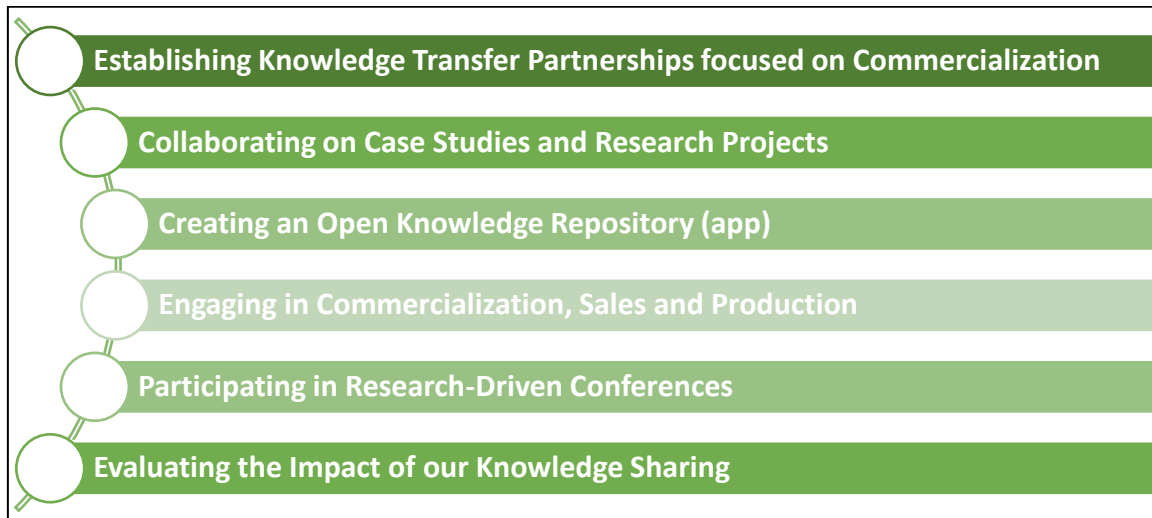 Establishing Knowledge Transfer Partnerships focused on Commercialization
Collaborating on Case Studies and Research Projects
Creating an Open Knowledge Repository (app)
Engaging in Commercialization, Sales and Production
Participating in Research-Driven Conferences
Evaluating the Impact of our Knowledge Sharing